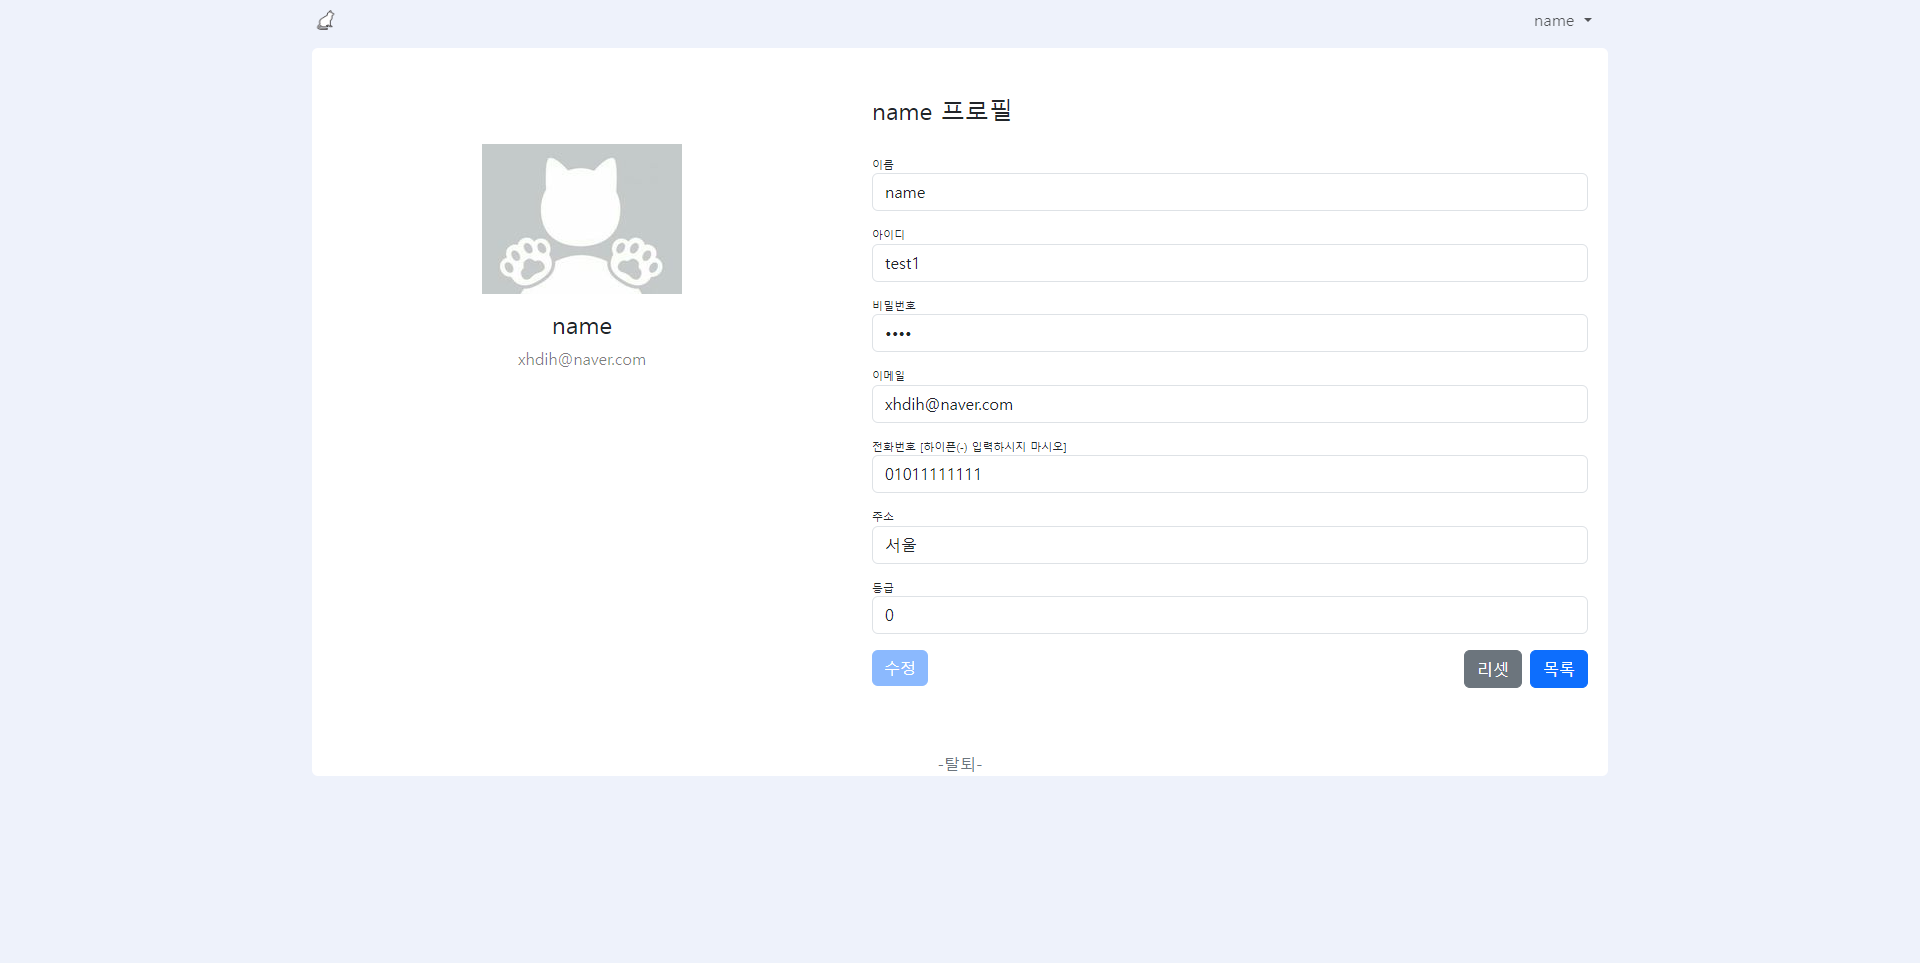 name
name 프로필
name
xhdih@naver.com
이름
name
아이디
test1
비밀번호
••••
이메일
xhdih@naver.com
전화번호 [하이픈(-) 입력하시지 마시오]
01011111111
주소
서울
등급
0
수정 리셋 목록
-탈퇴-